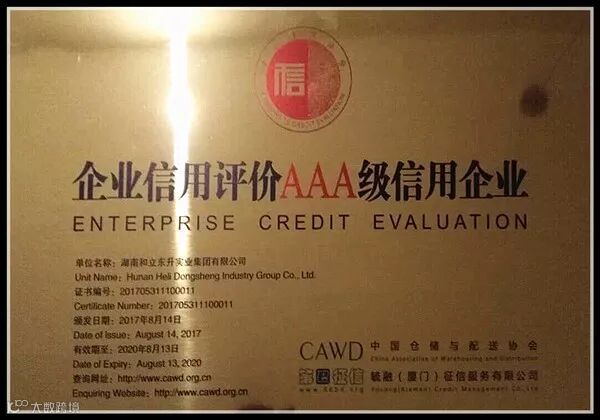 信
企业信用评价AAA级信用企业
ENTERPRISE CREDIT EVALUATION
单位名称: 湖南和立东升实业集团有限公司
Unit Name: Hunan Heli Dongsheng Industry Group Co., Ltd.
证书编号: 201705311100011
Certificate Number: 201705311100011
颁发日期: 2017年8月14日
Date of Issue: August 14, 2017
有效期至: 2020年8月13日
Date of Expiry: August 13, 2020
查询网址: http://www.cawd.org.cn
Enquiring Website: http://www.cawd.org.cn
CAWD 中国仓储与配送协会
China Association of Warehousing and Distribution
毓融（厦门）征信服务有限公司
大数跨境